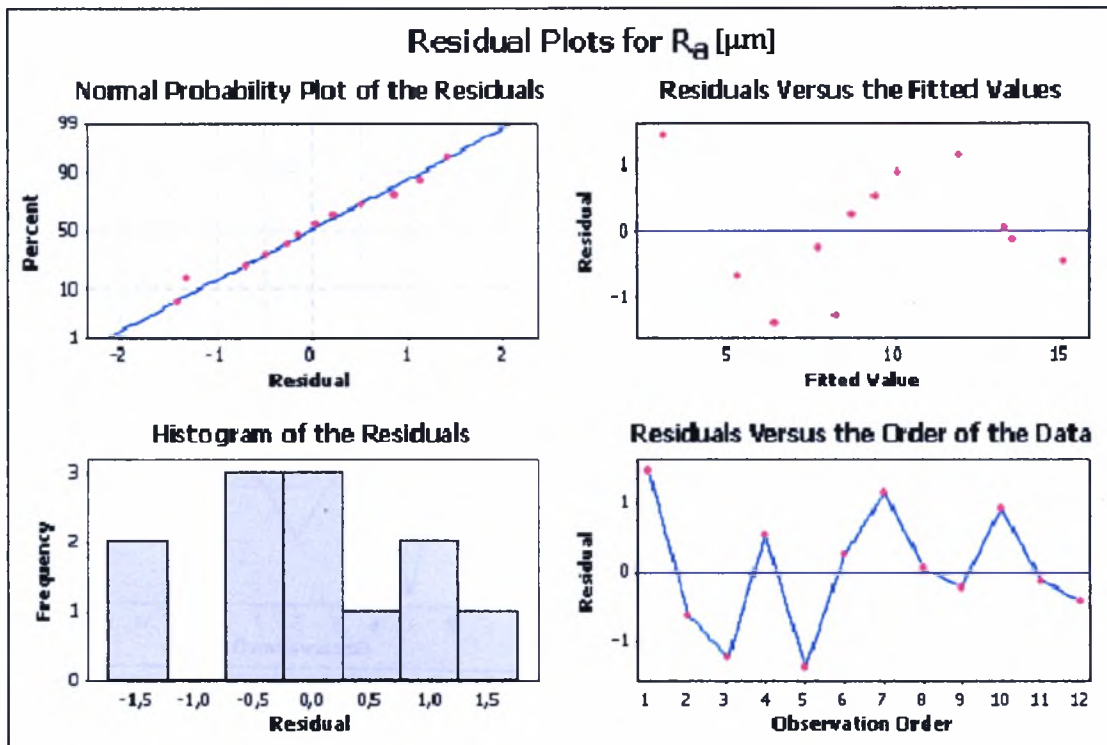 Residual Plots for Ra [µm]
Normal Probability Plot of the Residuals
99
90
50
10
1
Percent
-2 -1 0 1 2
Residual
Residuals Versus the Fitted Values
1
0
-1
Residual
5 10 15
Fitted Value
Histogram of the Residuals
3
2
1
0
Frequency
-1,5 -1,0 -0,5 0,0 0,5 1,0 1,5
Residual
Residuals Versus the Order of the Data
1
0
-1
Residual
1 2 3 4 5 6 7 8 9 10 11 12
Observation Order